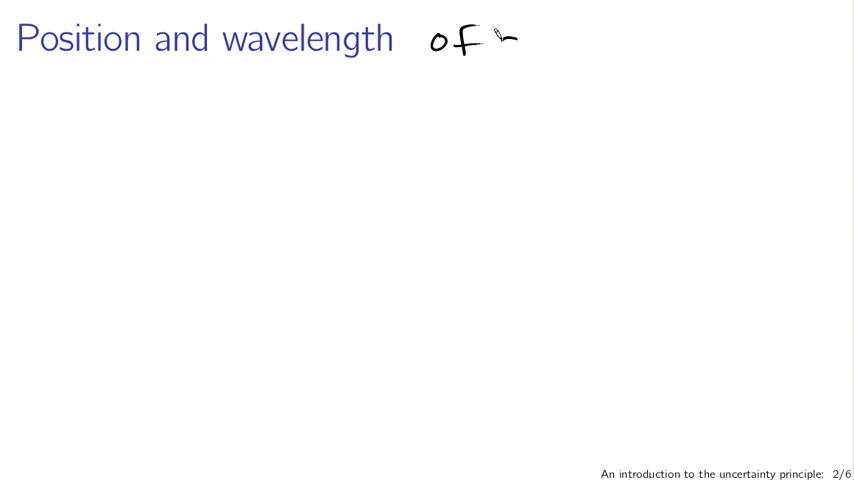 Position and wavelength of
An introduction to the uncertainty principle: 2/6